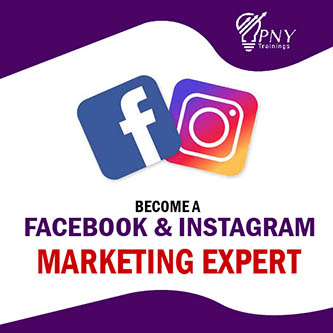 PNY
Trainings
BECOME A
FACEBOOK & INSTAGRAM
MARKETING EXPERT